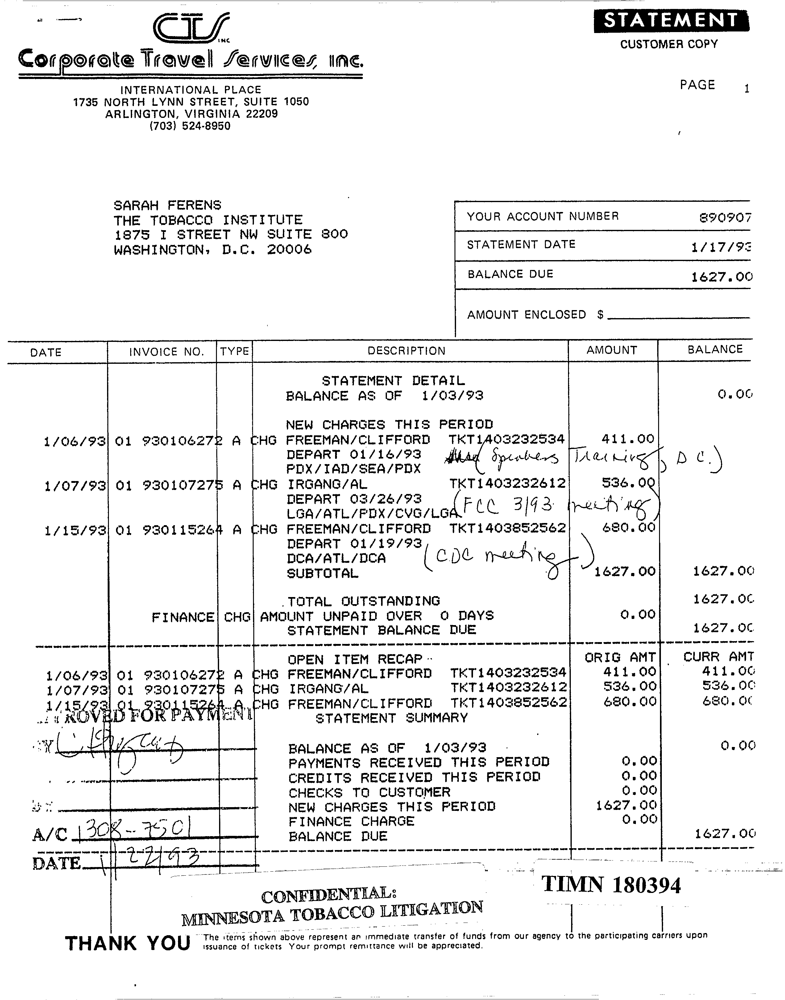 CTS INC
Corporate Travel Services, inc.
INTERNATIONAL PLACE
1735 NORTH LYNN STREET, SUITE 1050
ARLINGTON, VIRGINIA 22209
(703) 524-8950
STATEMENT
CUSTOMER COPY
PAGE 1
SARAH FERENS
THE TOBACCO INSTITUTE
1875 I STREET NW SUITE 800
WASHINGTON, D.C. 20006
YOUR ACCOUNT NUMBER 890907
STATEMENT DATE 1/17/93
BALANCE DUE 1627.00
AMOUNT ENCLOSED $
DATE INVOICE NO. TYPE DESCRIPTION AMOUNT BALANCE
STATEMENT DETAIL
BALANCE AS OF 1/03/93 0.00
NEW CHARGES THIS PERIOD
1/06/93 01 930106272 A CHG FREEMAN/CLIFFORD TKT1403232534 411.00
DEPART 01/16/93 (Speakers Training, D C.)
PDX/IAD/SEA/PDX
1/07/93 01 930107275 A CHG IRGANG/AL TKT1403232612 536.00
DEPART 03/26/93 (FCC 3/93 meeting)
LGA/ATL/PDX/CVG/LGA
1/15/93 01 930115264 A CHG FREEMAN/CLIFFORD TKT1403852562 680.00
DEPART 01/19/93
DCA/ATL/DCA (CDC meeting)
SUBTOTAL 1627.00 1627.00
TOTAL OUTSTANDING 1627.00
FINANCE CHG AMOUNT UNPAID OVER 0 DAYS 0.00
STATEMENT BALANCE DUE 1627.00
OPEN ITEM RECAP ORIG AMT CURR AMT
1/06/93 01 930106272 A CHG FREEMAN/CLIFFORD TKT1403232534 411.00 411.00
1/07/93 01 930107275 A CHG IRGANG/AL TKT1403232612 536.00 536.00
1/15/93 01 930115264 A CHG FREEMAN/CLIFFORD TKT1403852562 680.00 680.00
APPROVED FOR PAYMENT STATEMENT SUMMARY
BY
BALANCE AS OF 1/03/93 0.00
PAYMENTS RECEIVED THIS PERIOD 0.00
CREDITS RECEIVED THIS PERIOD 0.00
CHECKS TO CUSTOMER 0.00
NEW CHARGES THIS PERIOD 1627.00
FINANCE CHARGE 0.00
A/C 1308-7501 BALANCE DUE 1627.00
DATE 1/22/93
CONFIDENTIAL:
MINNESOTA TOBACCO LITIGATION
TIMN 180394
THANK YOU The items shown above represent an immediate transfer of funds from our agency to the participating carriers upon
issuance of tickets Your prompt remittance will be appreciated.